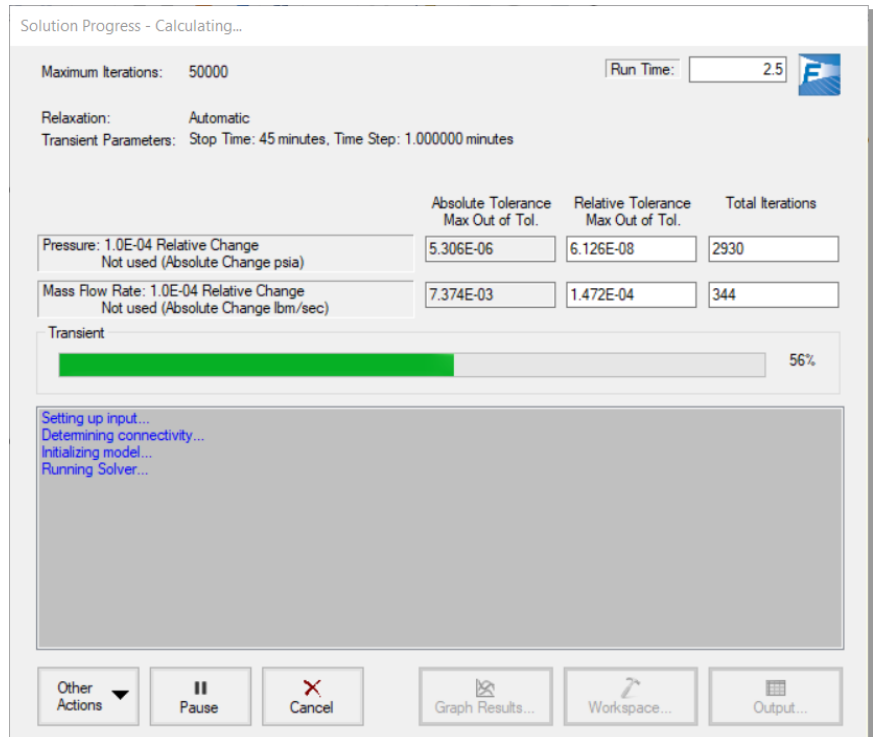 Solution Progress - Calculating...
Maximum Iterations: 50000
Run Time: 2.5
Relaxation: Automatic
Transient Parameters: Stop Time: 45 minutes, Time Step: 1.000000 minutes
Absolute Tolerance Relative Tolerance Total Iterations
Max Out of Tol. Max Out of Tol.
Pressure: 1.0E-04 Relative Change
Not used (Absolute Change psia)
5.306E-06 6.126E-08 2930
Mass Flow Rate: 1.0E-04 Relative Change
Not used (Absolute Change lbm/sec)
7.374E-03 1.472E-04 344
Transient
56%
Setting up input...
Determining connectivity...
Initializing model...
Running Solver...
Other
Actions
Pause
Cancel
Graph Results...
Workspace...
Output...